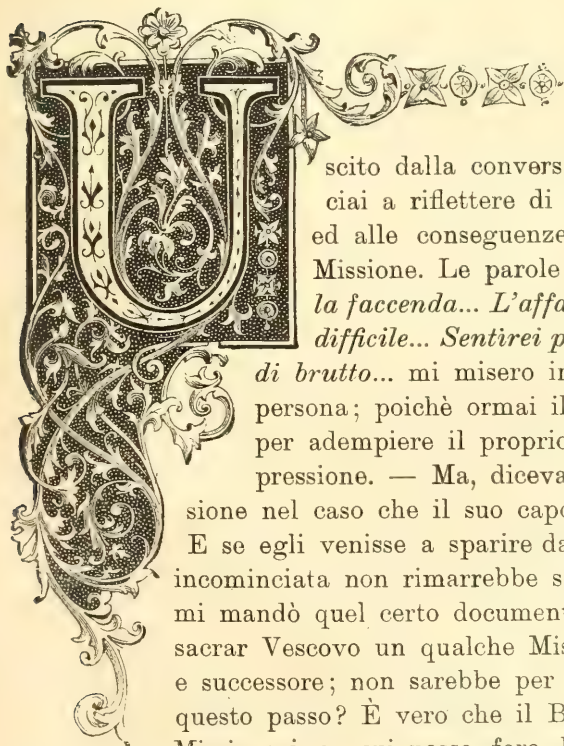 Uscito dalla convers
ciai a riflettere di
ed alle conseguenze
Missione. Le parole
la faccenda... L'affa
difficile... Sentirei p
di brutto... mi misero in
persona; poichè ormai il
per adempiere il proprio
pressione. — Ma, diceva
sione nel caso che il suo capo
E se egli venisse a sparire da
incominciata non rimarrebbe s
mi mandò quel certo document
sacrar Vescovo un qualche Mis
e successore; non sarebbe per
questo passo? È vero che il B